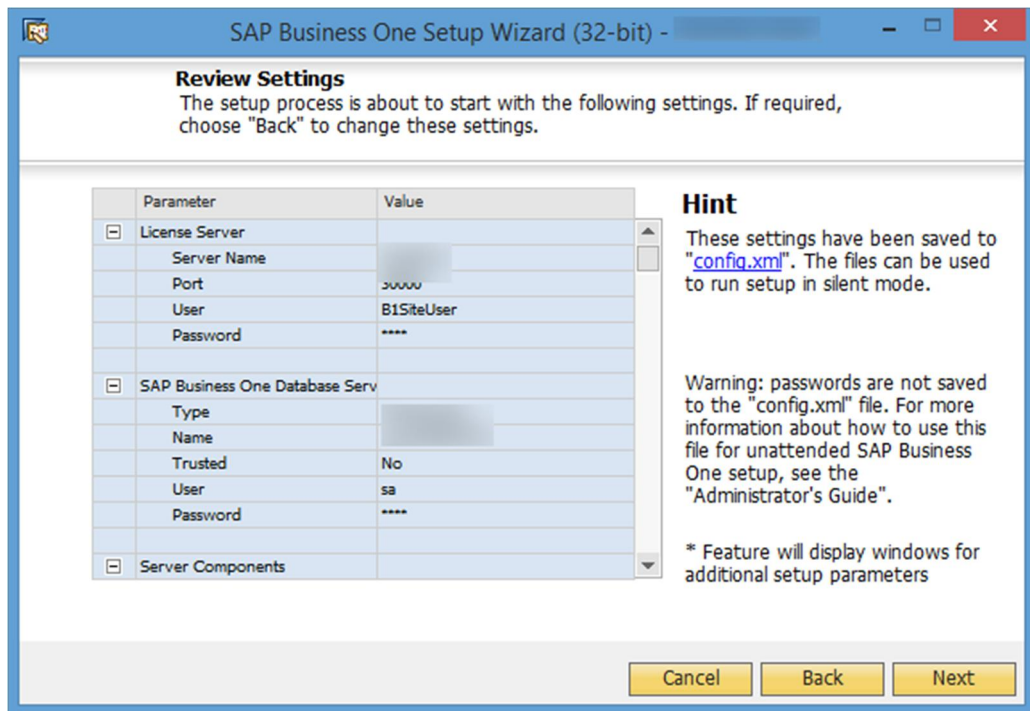 SAP Business One Setup Wizard (32-bit) -
Review Settings
The setup process is about to start with the following settings. If required,
choose "Back" to change these settings.
Parameter Value
License Server
Server Name
Port 30000
User B1SiteUser
Password ****
SAP Business One Database Serv
Type
Name
Trusted No
User sa
Password ****
Server Components
Hint
These settings have been saved to
"config.xml". The files can be used
to run setup in silent mode.
Warning: passwords are not saved
to the "config.xml" file. For more
information about how to use this
file for unattended SAP Business
One setup, see the
"Administrator's Guide".
* Feature will display windows for
additional setup parameters
Cancel Back Next